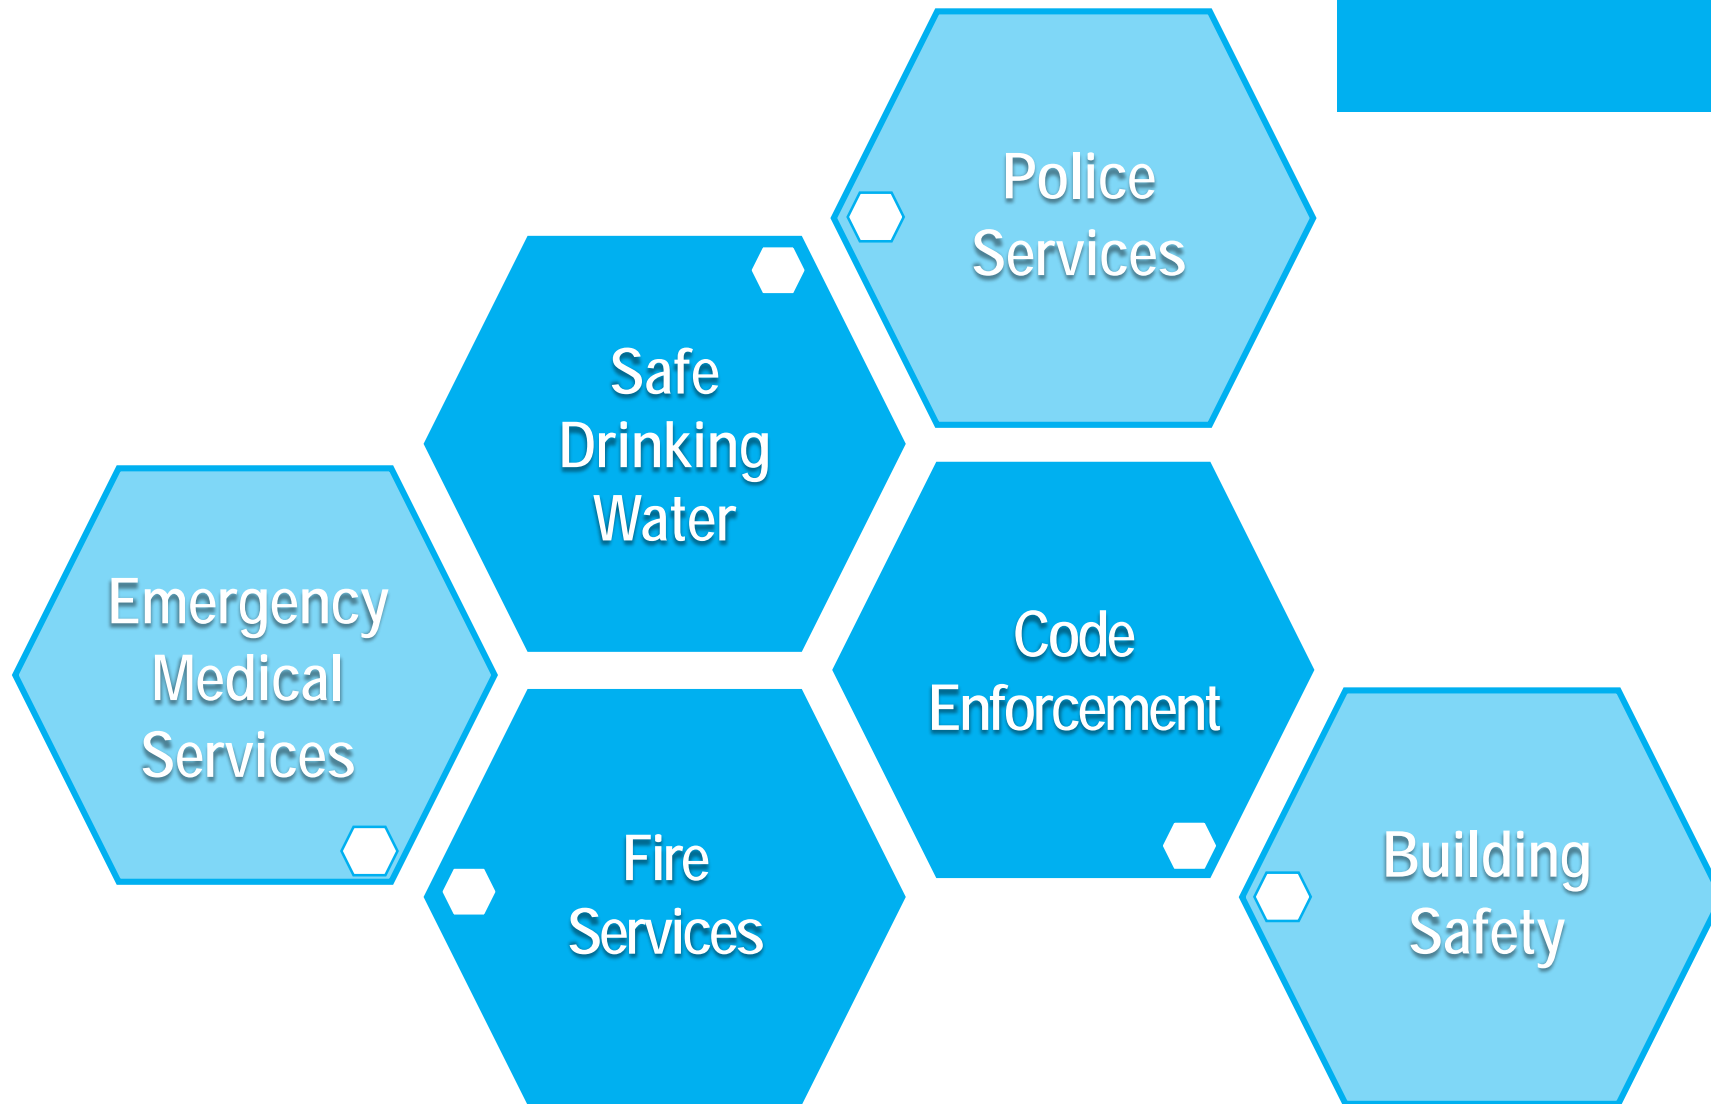 Police
Services
Safe
Drinking
Water
Emergency
Medical
Services
Code
Enforcement
Fire
Services
Building
Safety